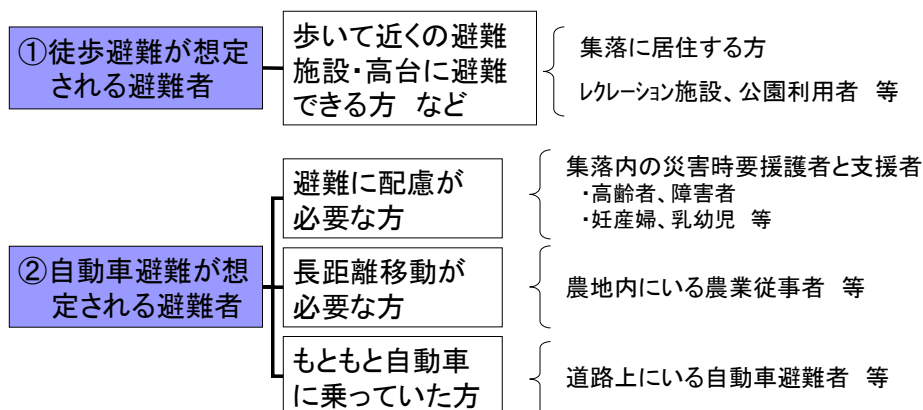 ①徒歩避難が想定
される避難者
歩いて近くの避難
施設・高台に避難
できる方　など
集落に居住する方
ﾚｸﾚｰｼｮﾝ施設、公園利用者　等
②自動車避難が想
定される避難者
避難に配慮が
必要な方
集落内の災害時要援護者と支援者
・高齢者、障害者
・妊産婦、乳幼児　等
長距離移動が
必要な方
農地内にいる農業従事者　等
もともと自動車
に乗っていた方
道路上にいる自動車避難者　等